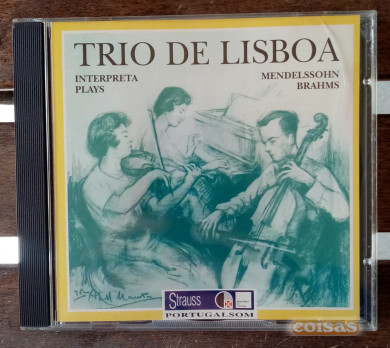 TRIO DE LISBOA
INTERPRETA
PLAYS
MENDELSSOHN
BRAHMS
Strauss
PORTUGALSOM
coisas